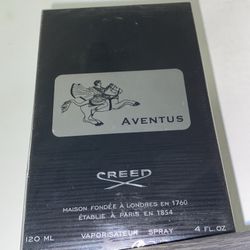 AVENTUS
CREED
MAISON FONDÉE À LONDRES EN 1760
ÉTABLIE À PARIS EN 1854
120 ML VAPORISATEUR SPRAY 4 FL.OZ